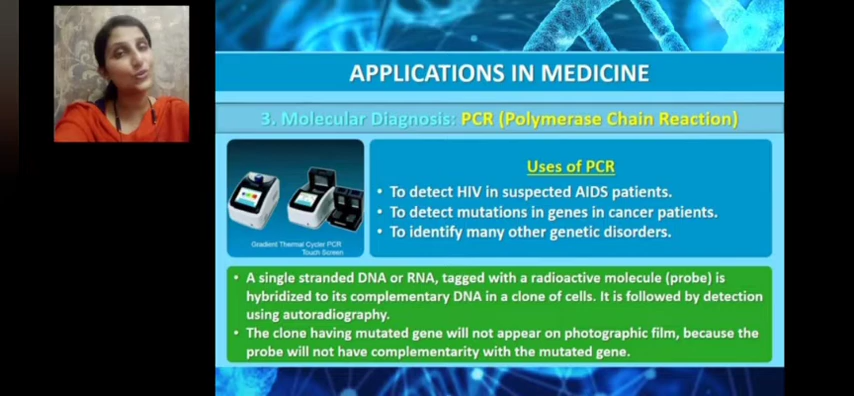 APPLICATIONS IN MEDICINE
3. Molecular Diagnosis: PCR (Polymerase Chain Reaction)
Gradient Thermal Cycler PCR
Touch Screen
Uses of PCR
• To detect HIV in suspected AIDS patients.
• To detect mutations in genes in cancer patients.
• To identify many other genetic disorders.
• A single stranded DNA or RNA, tagged with a radioactive molecule (probe) is
hybridized to its complementary DNA in a clone of cells. It is followed by detection
using autoradiography.
• The clone having mutated gene will not appear on photographic film, because the
probe will not have complementarity with the mutated gene.